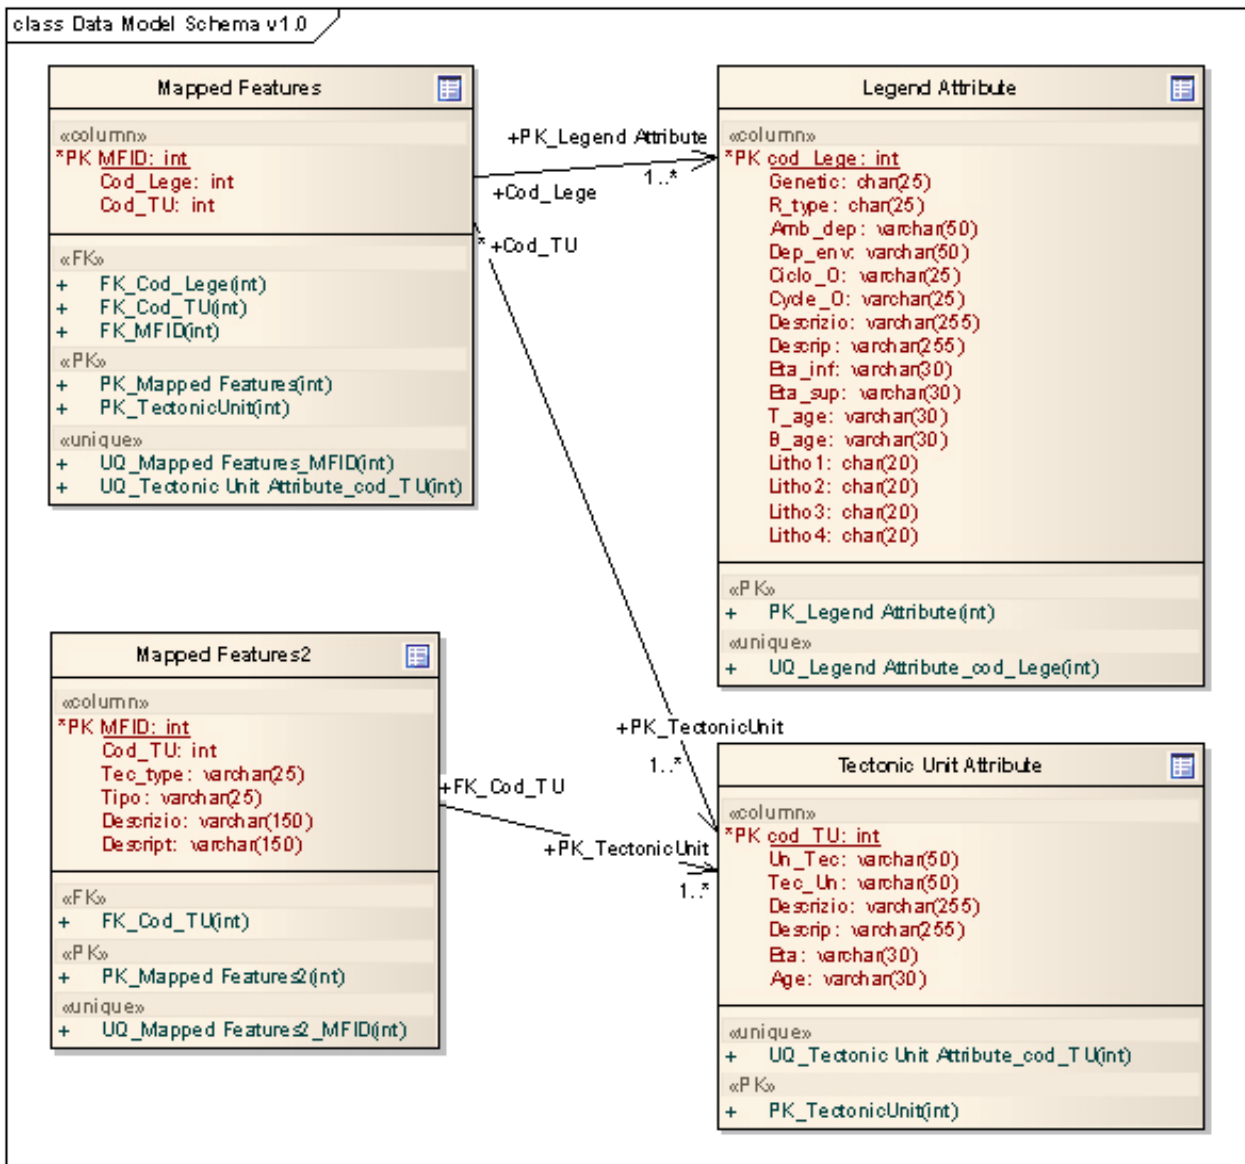 class Data Model Schema v1.0
Mapped Features
«column»
*PK MFID: int
Cod_Lege: int
Cod_TU: int
«FK»
+ FK_Cod_Lege(int)
+ FK_Cod_TU(int)
+ FK_MFID(int)
«PK»
+ PK_Mapped Features(int)
+ PK_TectonicUnit(int)
«unique»
+ UQ_Mapped Features_MFID(int)
+ UQ_Tectonic Unit Attribute_cod_TU(int)
+PK_Legend Attribute
1..*
+Cod_Lege
* +Cod_TU
Legend Attribute
«column»
*PK cod_Lege: int
Genetic: char(25)
R_type: char(25)
Amb_dep: varchar(50)
Dep_env: varchar(50)
Ciclo_O: varchar(25)
Cycle_O: varchar(25)
Descrizio: varchar(255)
Descrip: varchar(255)
Eta_inf: varchar(30)
Eta_sup: varchar(30)
T_age: varchar(30)
B_age: varchar(30)
Litho1: char(20)
Litho2: char(20)
Litho3: char(20)
Litho4: char(20)
«PK»
+ PK_Legend Attribute(int)
«unique»
+ UQ_Legend Attribute_cod_Lege(int)
Mapped Features2
«column»
*PK MFID: int
Cod_TU: int
Tec_type: varchar(25)
Tipo: varchar(25)
Descrizio: varchar(150)
Descript: varchar(150)
«FK»
+ FK_Cod_TU(int)
«PK»
+ PK_Mapped Features2(int)
«unique»
+ UQ_Mapped Features2_MFID(int)
+PK_TectonicUnit
1..*
+FK_Cod_TU
+PK_TectonicUnit
1..*
Tectonic Unit Attribute
«column»
*PK cod_TU: int
Un_Tec: varchar(50)
Tec_Un: varchar(50)
Descrizio: varchar(255)
Descrip: varchar(255)
Eta: varchar(30)
Age: varchar(30)
«unique»
+ UQ_Tectonic Unit Attribute_cod_TU(int)
«PK»
+ PK_TectonicUnit(int)